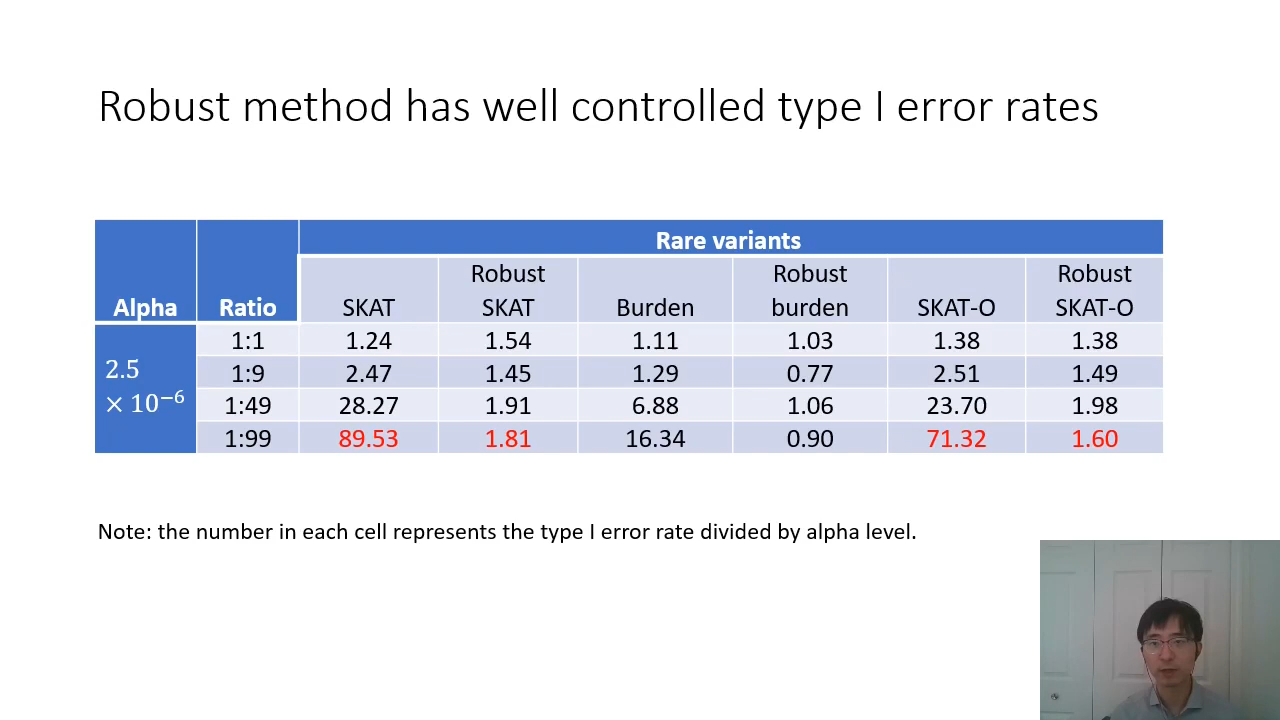 Robust method has well controlled type I error rates
Rare variants
Alpha Ratio SKAT Robust SKAT Burden Robust burden SKAT-O Robust SKAT-O
2.5 × 10⁻⁶
1:1 1.24 1.54 1.11 1.03 1.38 1.38
1:9 2.47 1.45 1.29 0.77 2.51 1.49
1:49 28.27 1.91 6.88 1.06 23.70 1.98
1:99 89.53 1.81 16.34 0.90 71.32 1.60
Note: the number in each cell represents the type I error rate divided by alpha level.